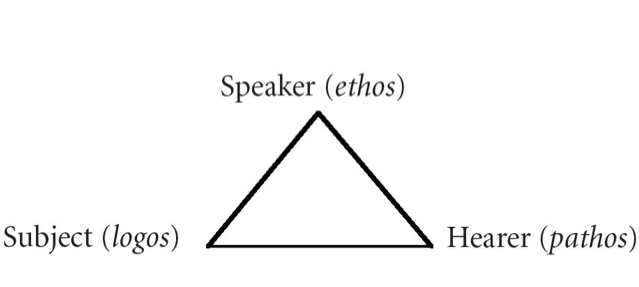 Speaker (ethos)
Subject (logos)
Hearer (pathos)